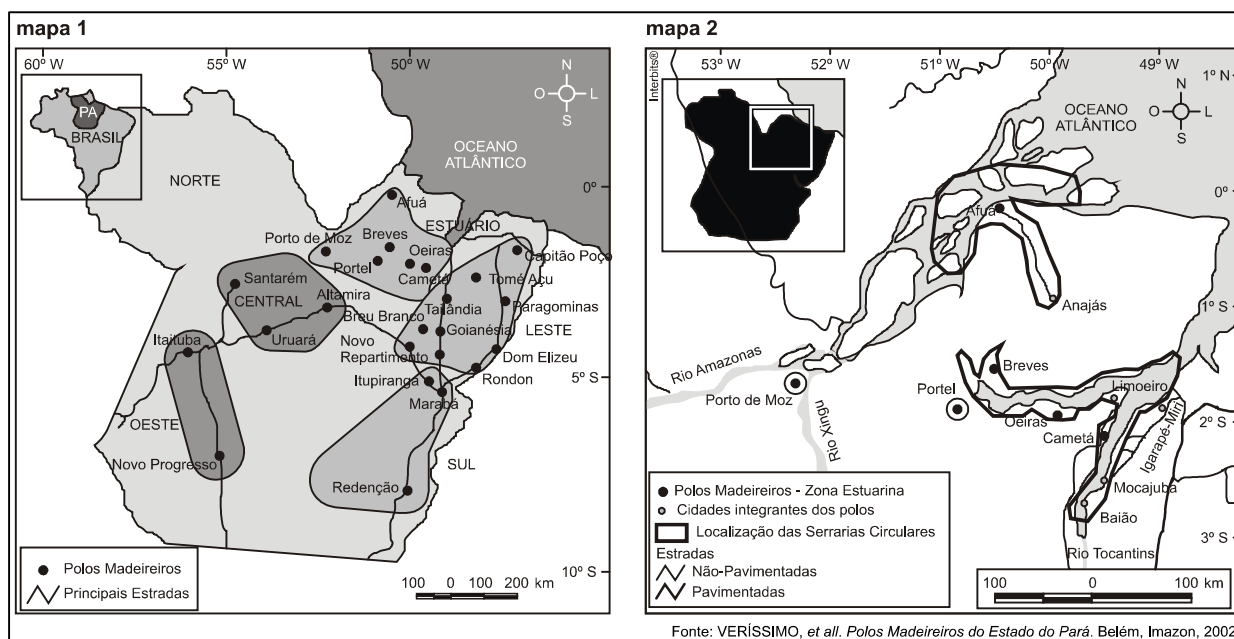 mapa 1
60º W
55º W
50º W
N
O
L
S
PA
BRASIL
OCEANO
ATLÂNTICO
NORTE
0º
Afuá
ESTUÁRIO
Porto de Moz
Breves
Oeiras
Capitão Poço
Portel
Cametá
Tomé Açu
Santarém
CENTRAL
Altamira
Tailândia
Paragominas
Breu Branco
Goianésia
LESTE
Itaituba
Uruará
Novo
Repartimento
Dom Elizeu
Itupiranga
Rondon
5º S
Marabá
OESTE
Novo Progresso
SUL
Redenção
Polos Madeireiros
Principais Estradas
100 0 100 200 km
10º S
mapa 2
Interbits®
53º W
52º W
51º W
50º W
49º W
1º N
N
O
L
S
OCEANO
ATLÂNTICO
0º
Afuá
Anajás
1º S
Rio Amazonas
Porto de Moz
Rio Xingu
Breves
Portel
Limoeiro
Oeiras
Igarapé-Miri
2º S
Cametá
Mocajuba
Baião
3º S
Rio Tocantins
Polos Madeireiros - Zona Estuarina
Cidades integrantes dos polos
Localização das Serrarias Circulares
Estradas
Não-Pavimentadas
Pavimentadas
100 0 100 km
Fonte: VERÍSSIMO, et all. Polos Madeireiros do Estado do Pará. Belém, Imazon, 2002